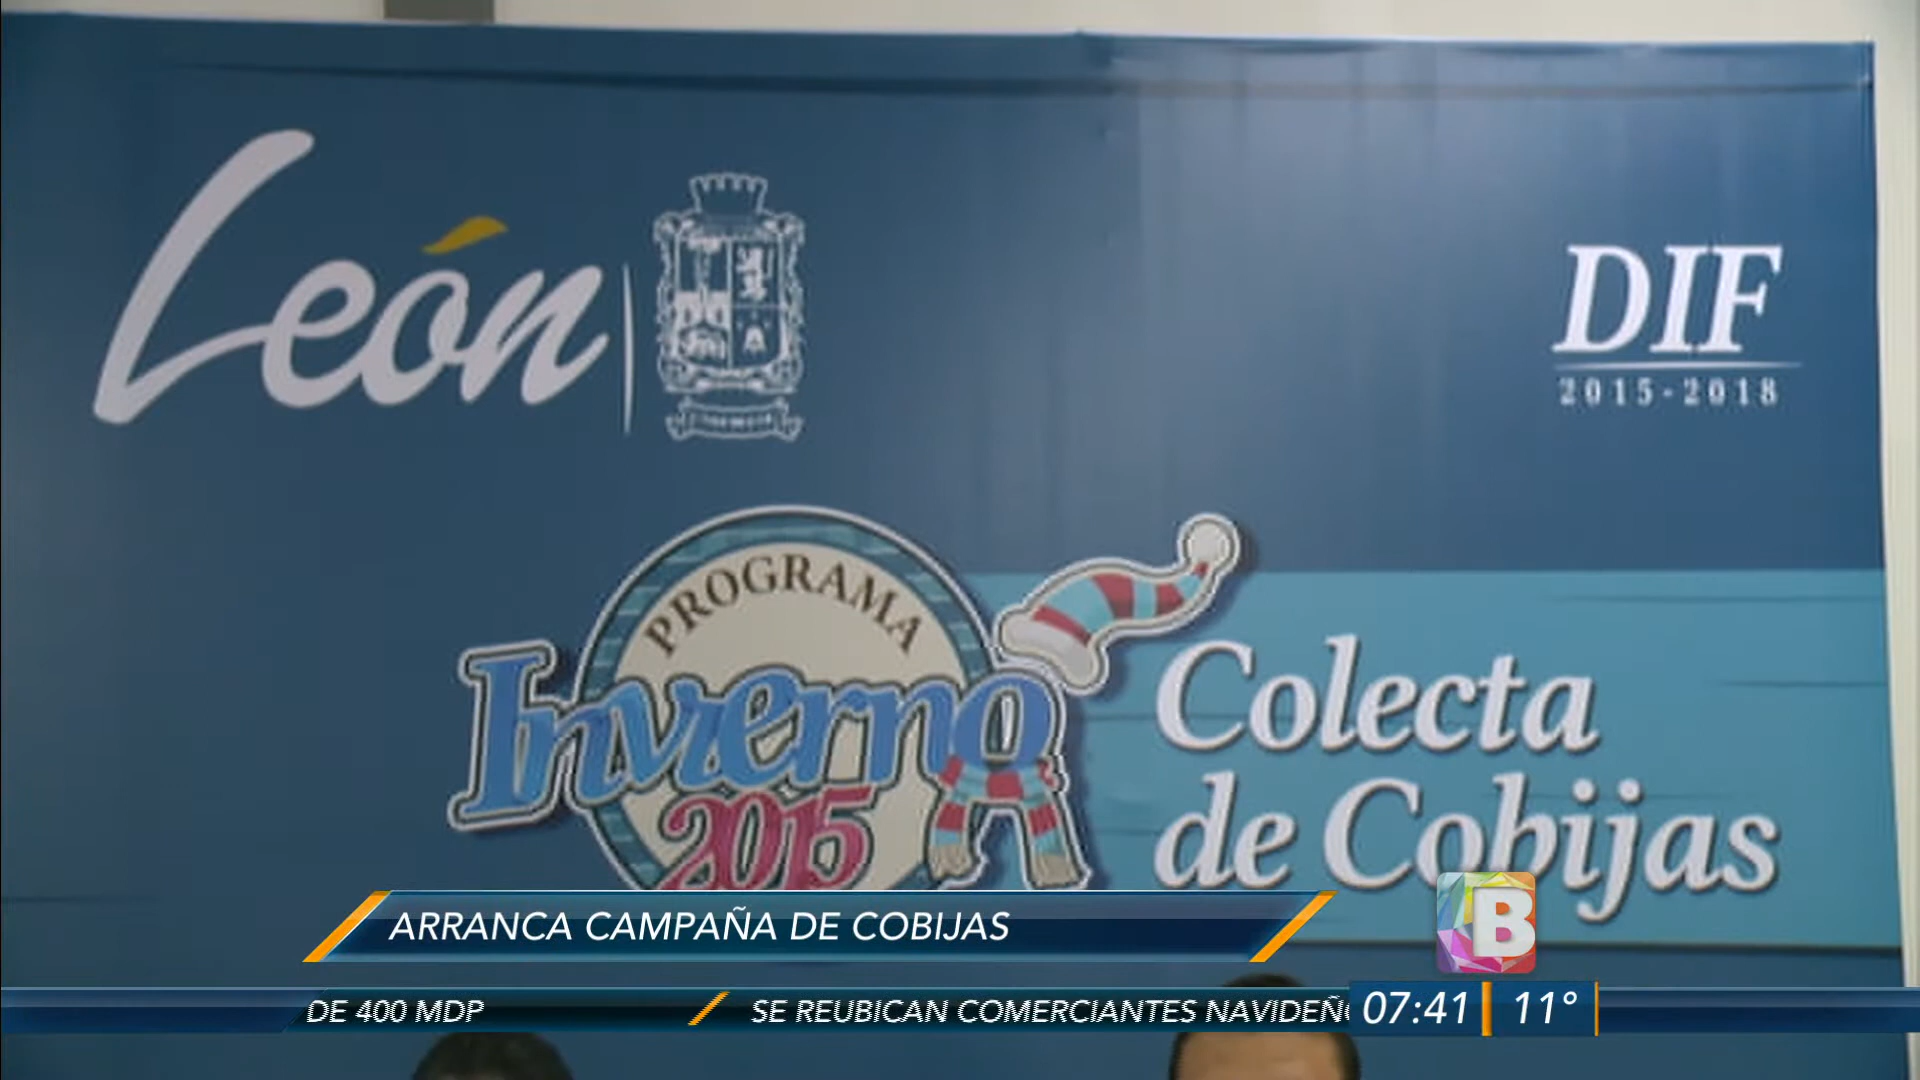 León
DIF
2015-2018
PROGRAMA
Invierno
2015
Colecta
de Cobijas
ARRANCA CAMPAÑA DE COBIJAS
B
DE 400 MDP
SE REUBICAN COMERCIANTES NAVIDEÑO
07:41
11°